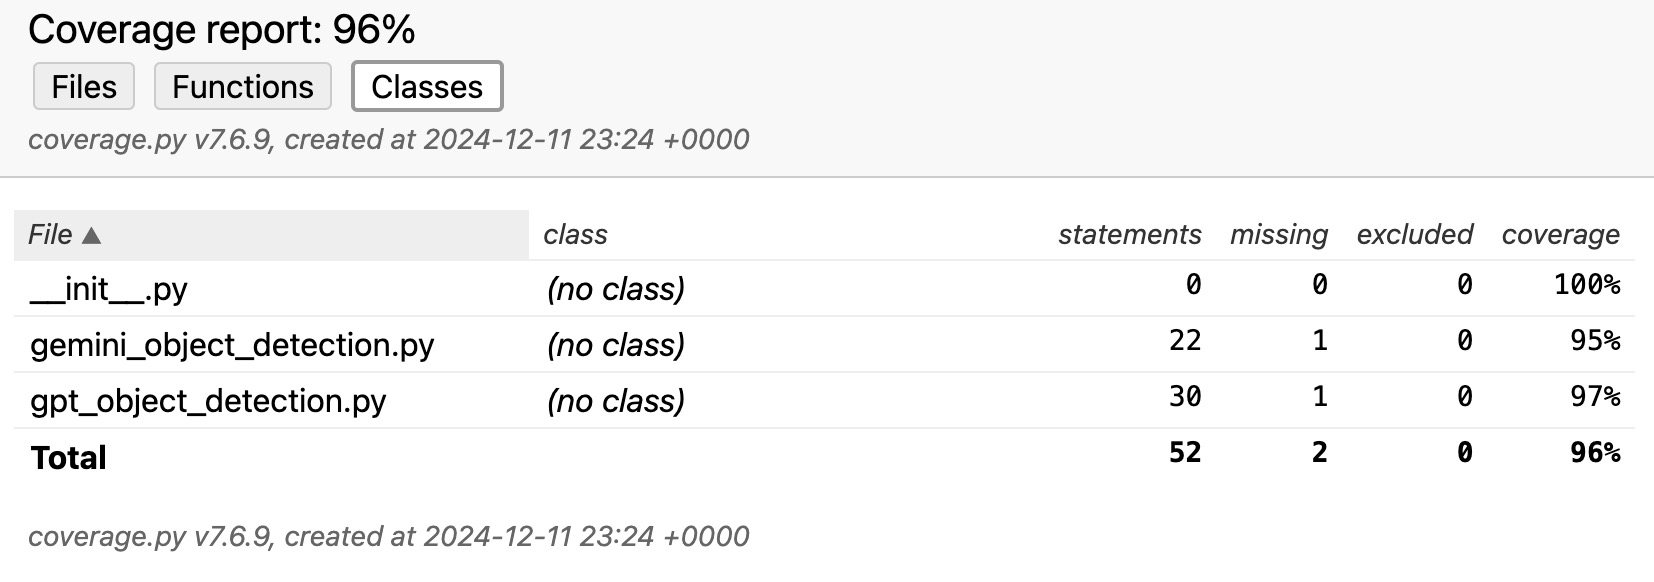 Coverage report: 96%
Files Functions Classes
coverage.py v7.6.9, created at 2024-12-11 23:24 +0000
File ▲ class statements missing excluded coverage
__init__.py (no class) 0 0 0 100%
gemini_object_detection.py (no class) 22 1 0 95%
gpt_object_detection.py (no class) 30 1 0 97%
Total 52 2 0 96%
coverage.py v7.6.9, created at 2024-12-11 23:24 +0000